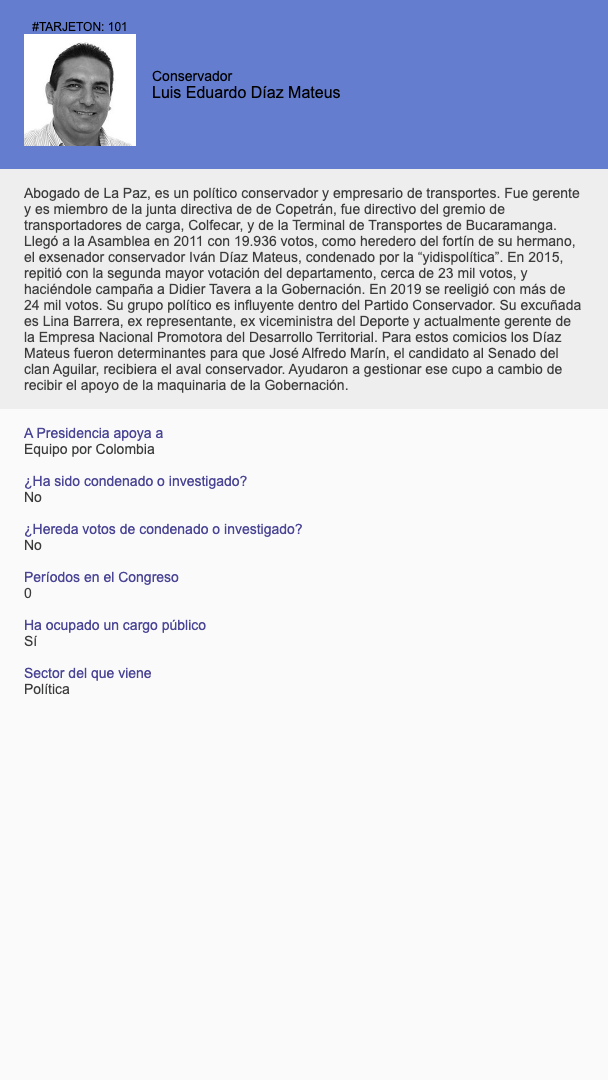 #TARJETON: 101
Conservador
Luis Eduardo Díaz Mateus
Abogado de La Paz, es un político conservador y empresario de transportes. Fue gerente
y es miembro de la junta directiva de de Copetrán, fue directivo del gremio de
transportadores de carga, Colfecar, y de la Terminal de Transportes de Bucaramanga.
Llegó a la Asamblea en 2011 con 19.936 votos, como heredero del fortín de su hermano,
el exsenador conservador Iván Díaz Mateus, condenado por la “yidispolítica”. En 2015,
repitió con la segunda mayor votación del departamento, cerca de 23 mil votos, y
haciéndole campaña a Didier Tavera a la Gobernación. En 2019 se reeligió con más de
24 mil votos. Su grupo político es influyente dentro del Partido Conservador. Su excuñada
es Lina Barrera, ex representante, ex viceministra del Deporte y actualmente gerente de
la Empresa Nacional Promotora del Desarrollo Territorial. Para estos comicios los Díaz
Mateus fueron determinantes para que José Alfredo Marín, el candidato al Senado del
clan Aguilar, recibiera el aval conservador. Ayudaron a gestionar ese cupo a cambio de
recibir el apoyo de la maquinaria de la Gobernación.
A Presidencia apoya a
Equipo por Colombia
¿Ha sido condenado o investigado?
No
¿Hereda votos de condenado o investigado?
No
Períodos en el Congreso
0
Ha ocupado un cargo público
Sí
Sector del que viene
Política